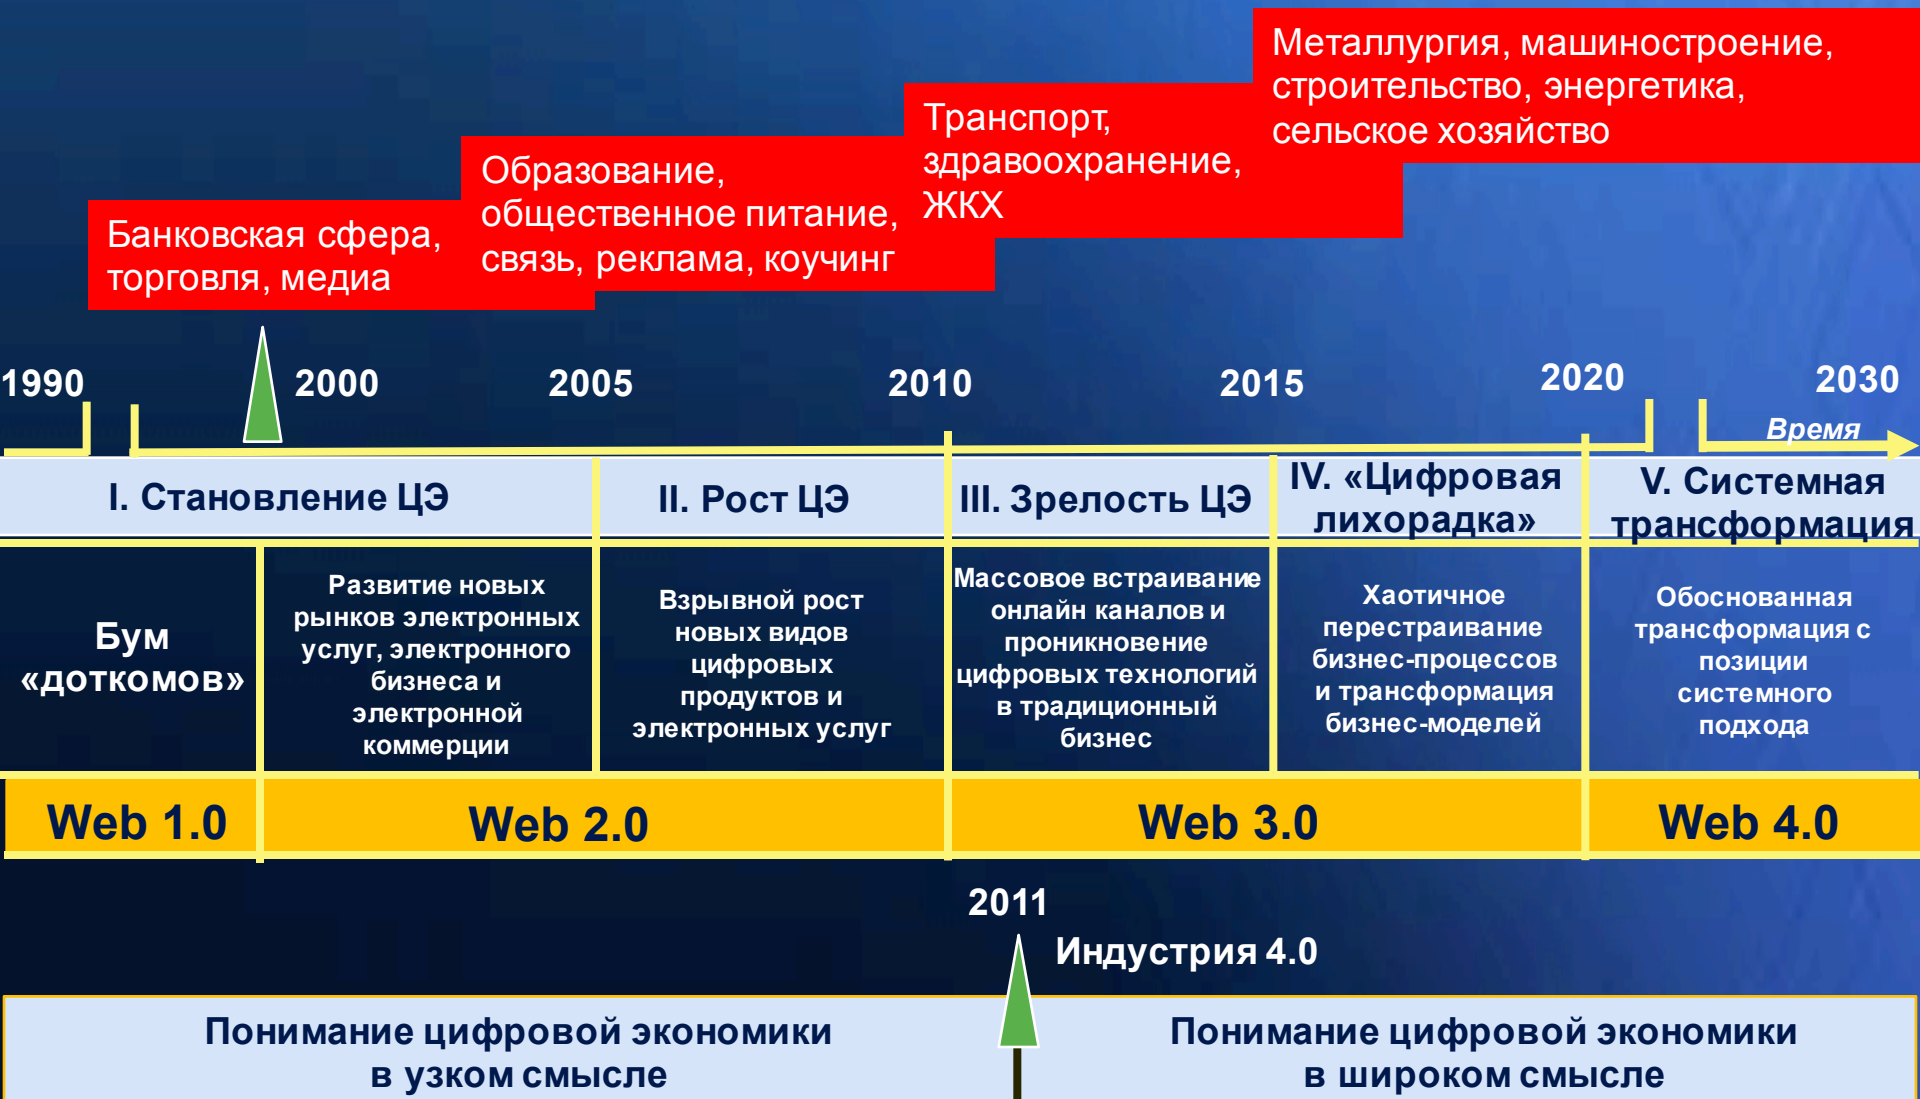 Металлургия, машиностроение,
строительство, энергетика,
сельское хозяйство
Транспорт,
здравоохранение,
ЖКХ
Образование,
общественное питание,
связь, реклама, коучинг
Банковская сфера,
торговля, медиа
1990
2000
2005
2010
2015
2020
2030
Время
I. Становление ЦЭ
II. Рост ЦЭ
III. Зрелость ЦЭ
IV. «Цифровая
лихорадка»
V. Системная
трансформация
Бум
«доткомов»
Развитие новых
рынков электронных
услуг, электронного
бизнеса и
электронной
коммерции
Взрывной рост
новых видов
цифровых
продуктов и
электронных услуг
Массовое встраивание
онлайн каналов и
проникновение
цифровых технологий
в традиционный
бизнес
Хаотичное
перестраивание
бизнес-процессов
и трансформация
бизнес-моделей
Обоснованная
трансформация с
позиции
системного
подхода
Web 1.0
Web 2.0
Web 3.0
Web 4.0
2011
Индустрия 4.0
Понимание цифровой экономики
в узком смысле
Понимание цифровой экономики
в широком смысле